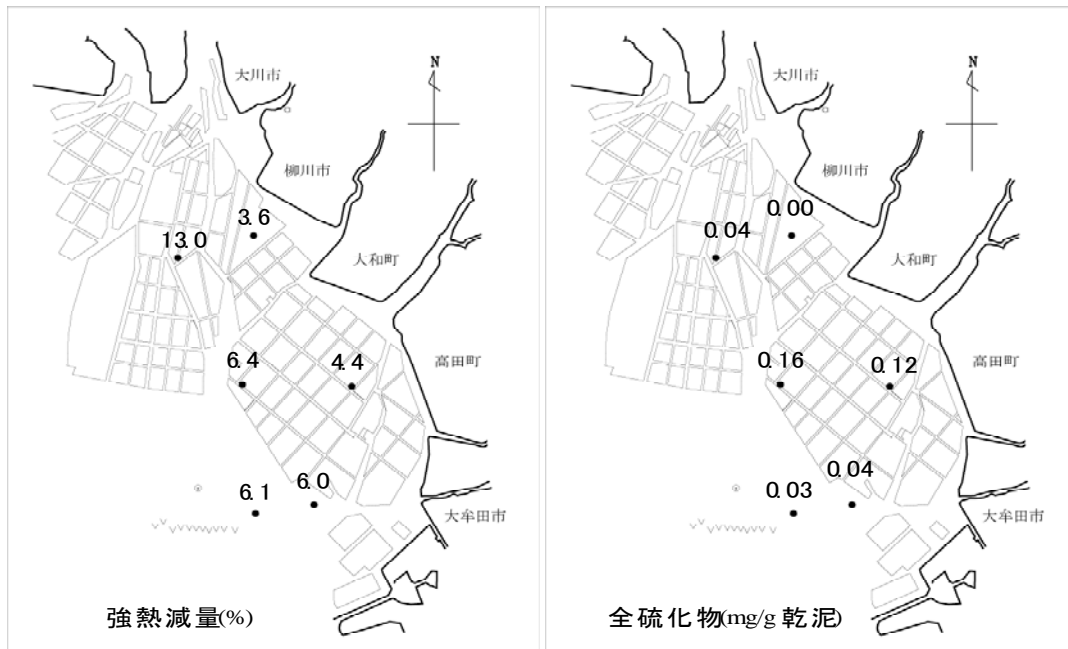 N
大川市
柳川市
3.6
13.0
大和町
6.4
4.4
高田町
6.1
6.0
大牟田市
強熱減量(%)
N
大川市
柳川市
0.00
0.04
大和町
0.16
0.12
高田町
0.04
0.03
大牟田市
全硫化物(mg/g 乾泥)